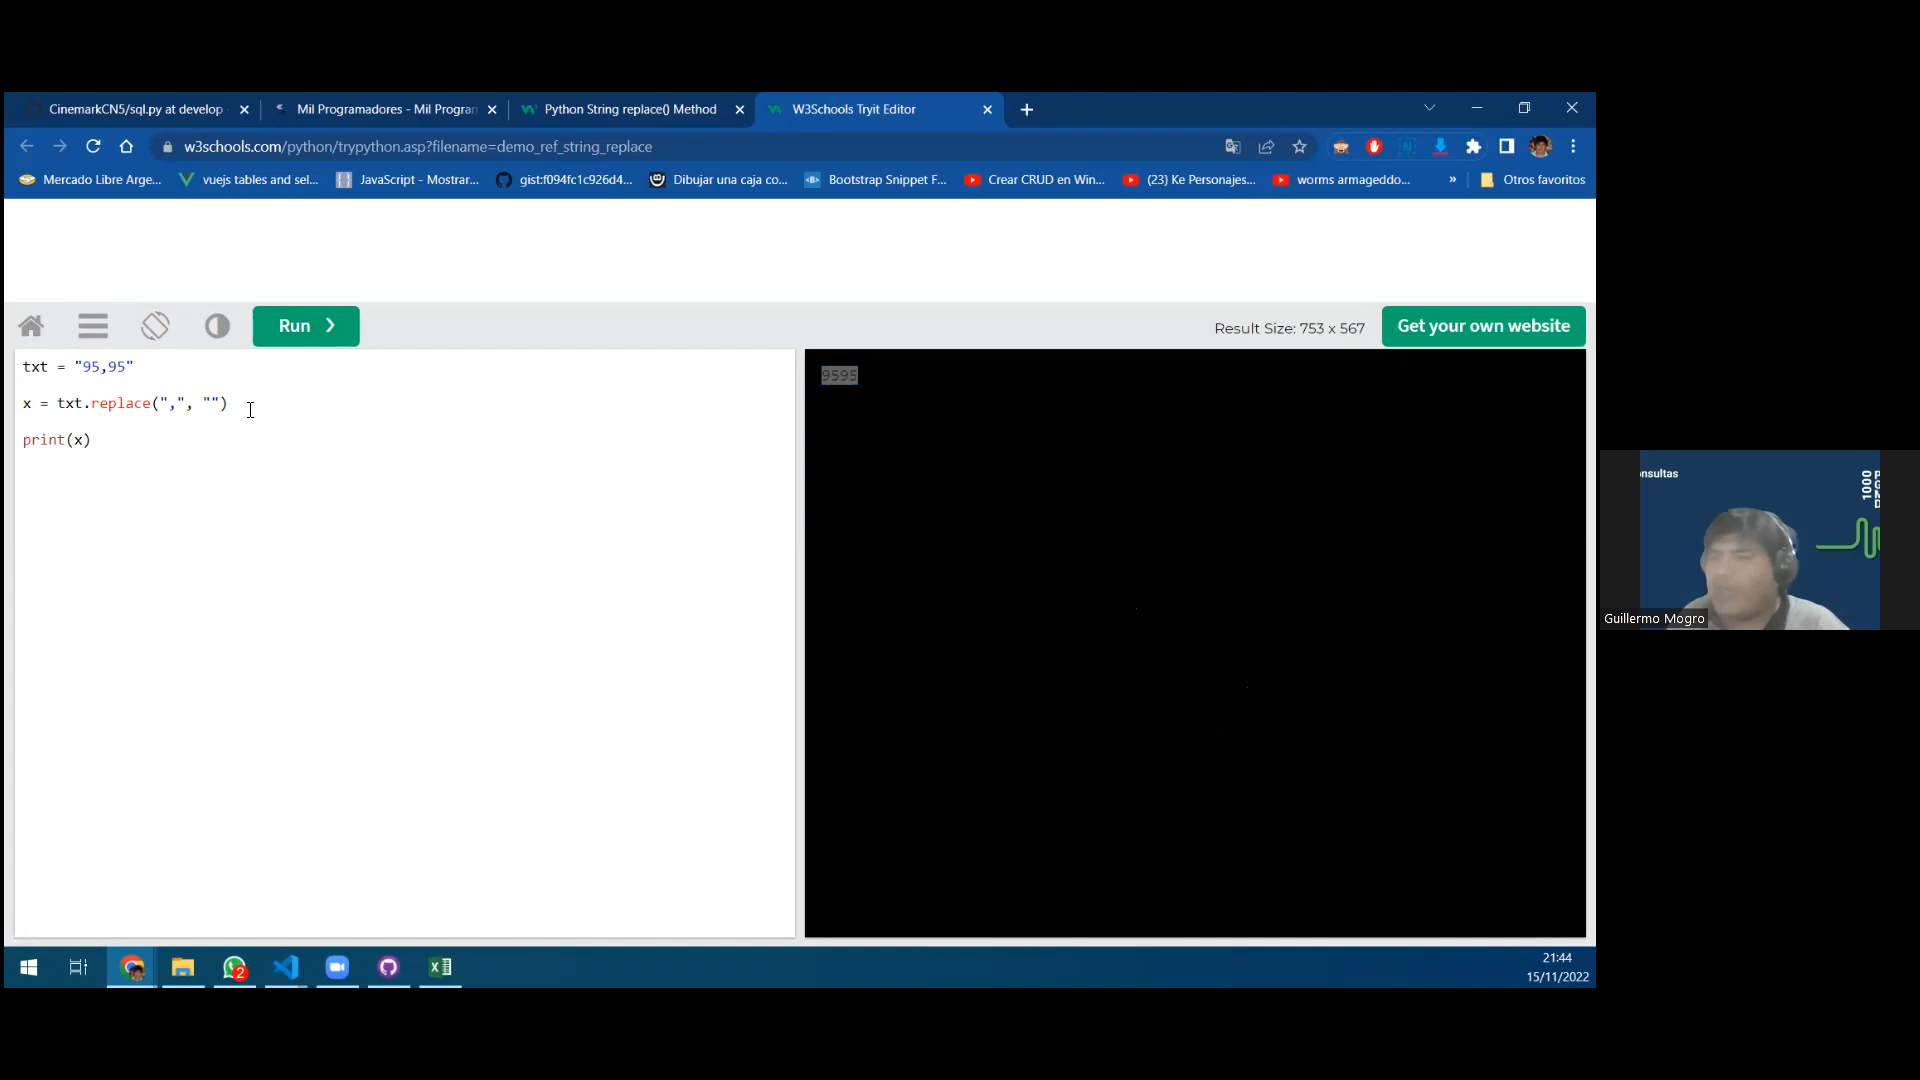 CinemarkCN5/sql.py at develop
Mil Programadores - Mil Progran
Python String replace() Method
W3Schools Tryit Editor
w3schools.com/python/trypython.asp?filename=demo_ref_string_replace
Mercado Libre Arge...
vuejs tables and sel...
JavaScript - Mostrar...
gist:f094fc1c926d4...
Dibujar una caja co...
Bootstrap Snippet F...
Crear CRUD en Win...
(23) Ke Personajes...
worms armageddo...
»
Otros favoritos
Run ❯
Result Size: 753 x 567
Get your own website
txt = "95,95"
x = txt.replace(",", "")
print(x)
9595
nsultas
1000
Guillermo Mogro
2
21:44
15/11/2022